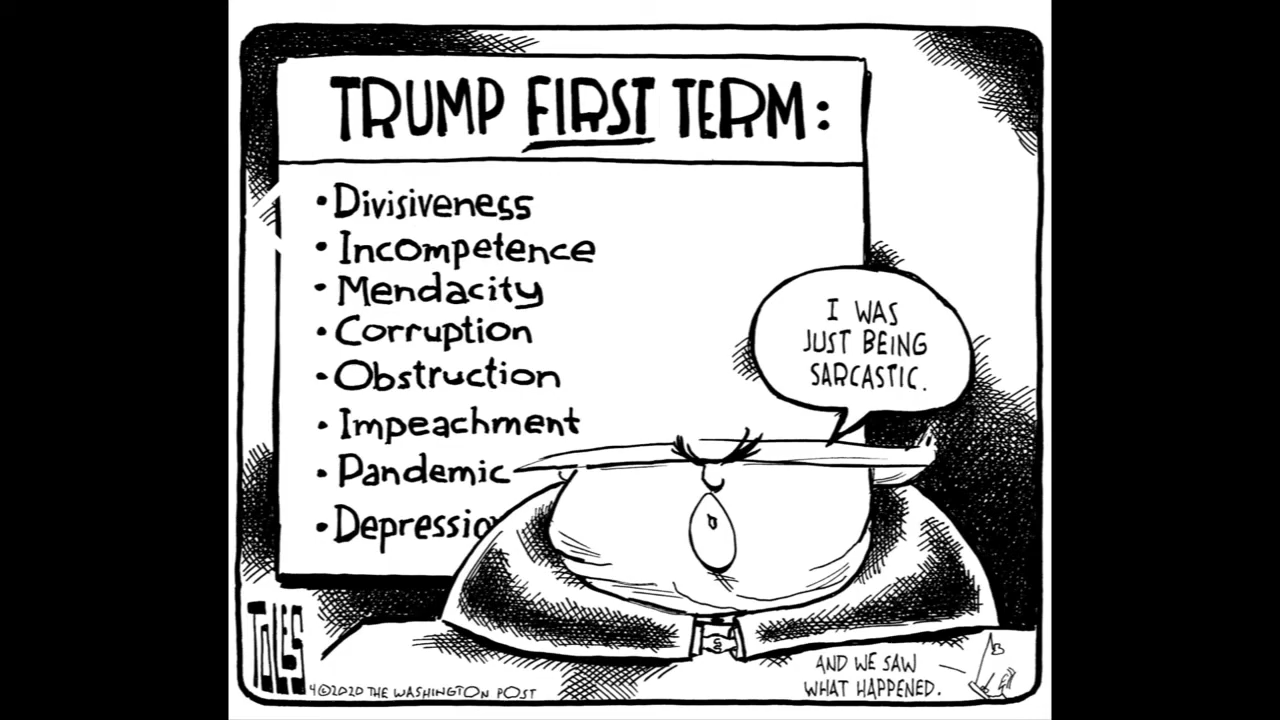 TRUMP FIRST TERM:
• Divisiveness
• Incompetence
• Mendacity
• Corruption
• Obstruction
• Impeachment
• Pandemic
• Depressio
I WAS
JUST BEING
SARCASTIC.
TOLES
4©2020 THE WASHINGTON POST
AND WE SAW
WHAT HAPPENED.